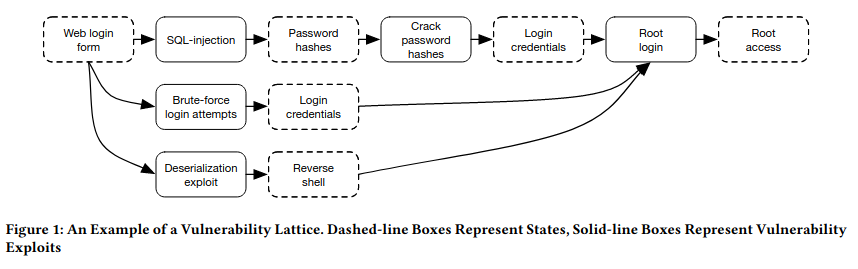 Web login
form
SQL-injection
Password
hashes
Crack
password
hashes
Login
credentials
Root
login
Root
access
Brute-force
login attempts
Login
credentials
Deserialization
exploit
Reverse
shell
Figure 1: An Example of a Vulnerability Lattice. Dashed-line Boxes Represent States, Solid-line Boxes Represent Vulnerability
Exploits